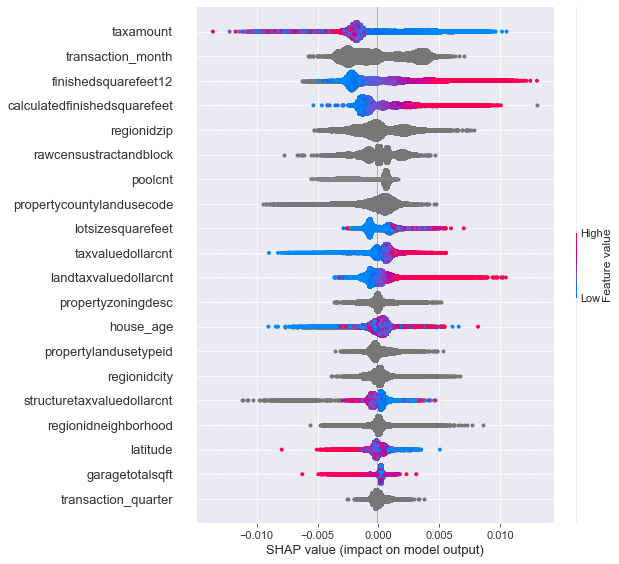 taxamount
transaction_month
finishedsquarefeet12
calculatedfinishedsquarefeet
regionidzip
rawcensustractandblock
poolcnt
propertycountylandusecode
lotsizesquarefeet
taxvaluedollarcnt
landtaxvaluedollarcnt
propertyzoningdesc
house_age
propertylandusetypeid
regionidcity
structuretaxvaluedollarcnt
regionidneighborhood
latitude
garagetotalsqft
transaction_quarter
−0.010 −0.005 0.000 0.005 0.010
SHAP value (impact on model output)
High
Low
Feature value